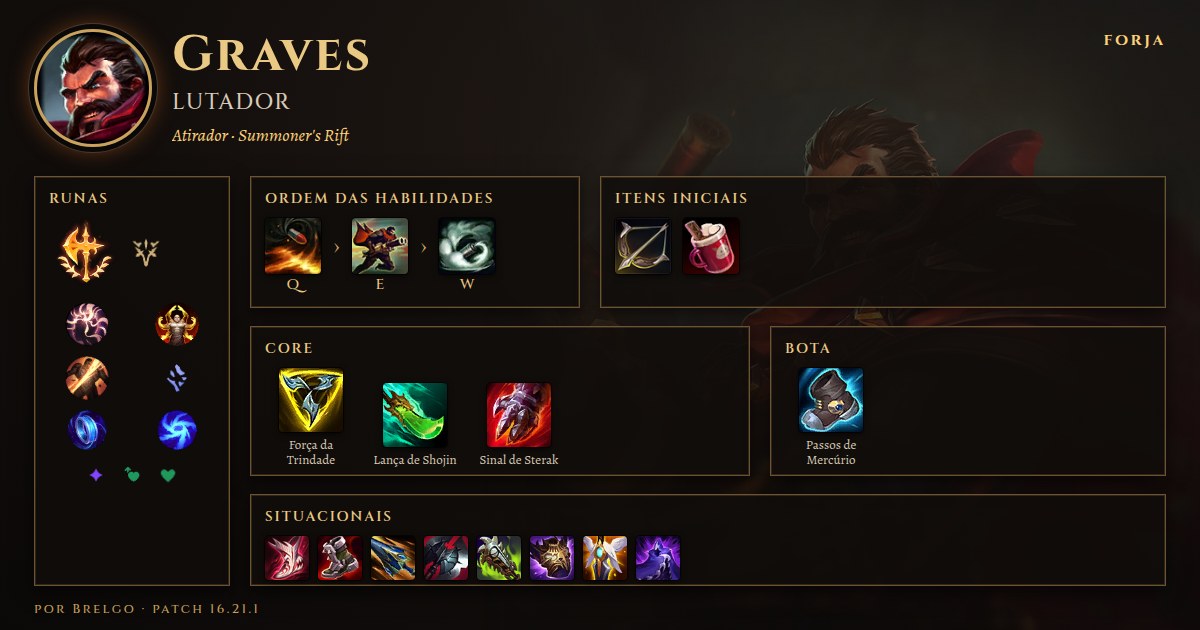 Graves
FORJA
LUTADOR
Atirador · Summoner's Rift
RUNAS
ORDEM DAS HABILIDADES
Q › E › W
ITENS INICIAIS
CORE
Força da
Trindade
Lança de Shojin
Sinal de Sterak
BOTA
Passos de
Mercúrio
SITUACIONAIS
POR BRELGO · PATCH 16.21.1